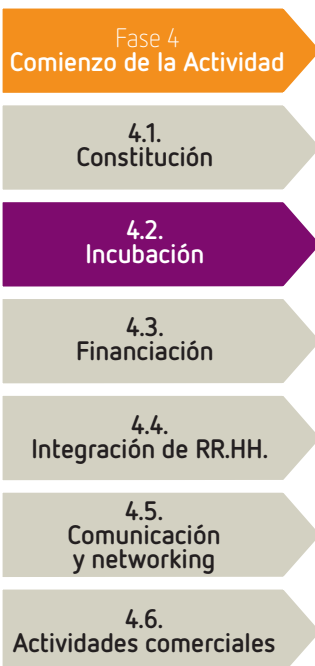 Fase 4
Comienzo de la Actividad
4.1.
Constitución
4.2.
Incubación
4.3.
Financiación
4.4.
Integración de RR.HH.
4.5.
Comunicación
y networking
4.6.
Actividades comerciales